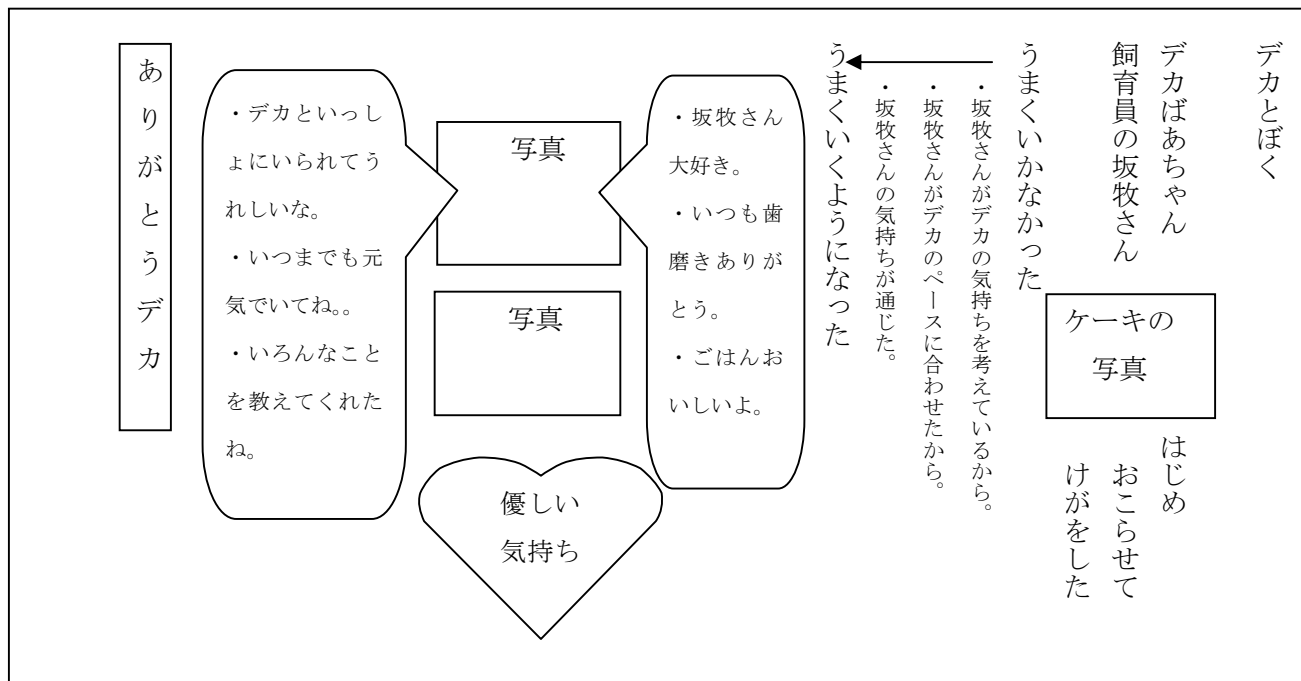 デカとぼく
デカばあちゃん
飼育員の坂牧さん
ケーキの
写真
はじめ
おこらせて
けがをした
うまくいかなかった
・坂牧さんがデカの気持ちを考えているから。
・坂牧さんがデカのペースに合わせたから。
・坂牧さんの気持ちが通じた。
うまくいくようになった
・坂牧さん
大好き。
・いつも歯
磨きありが
とう。
・ごはんお
いしいよ。
写真
写真
優しい
気持ち
・デカといっし
ょにいられてう
れしいな。
・いつまでも元
気でいてね。。
・いろんなこと
を教えてくれた
ね。
ありがとうデカ